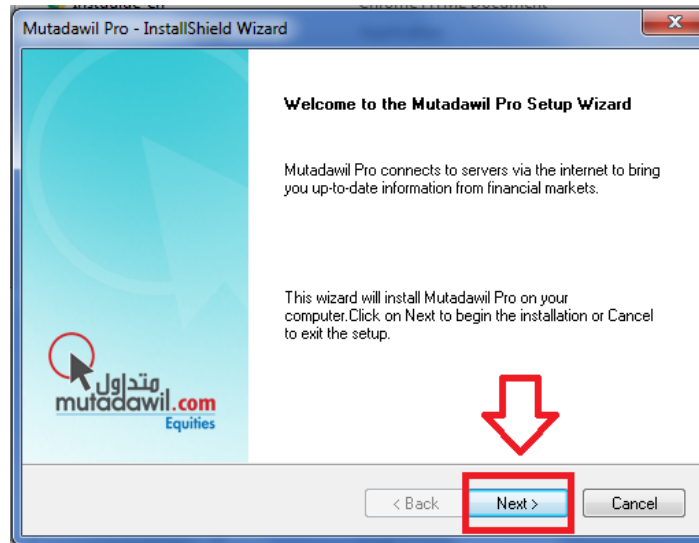 Mutadawil Pro - InstallShield Wizard
Welcome to the Mutadawil Pro Setup Wizard
Mutadawil Pro connects to servers via the internet to bring
you up-to-date information from financial markets.
This wizard will install Mutadawil Pro on your
computer.Click on Next to begin the installation or Cancel
to exit the setup.
متداول
mutadawil.com
Equities
< Back
Next >
Cancel